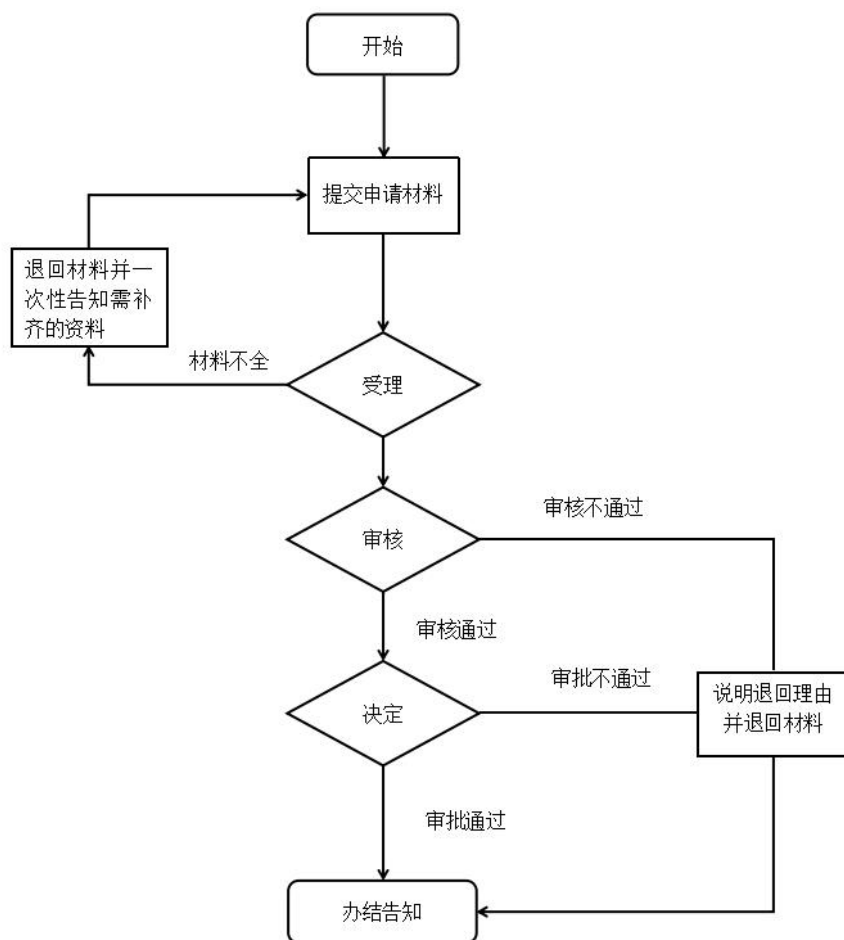 开始
提交申请材料
退回材料并一
次性告知需补
齐的资料
材料不全
受理
审核不通过
审核
审核通过
审批不通过
说明退回理由
并退回材料
决定
审批通过
办结告知